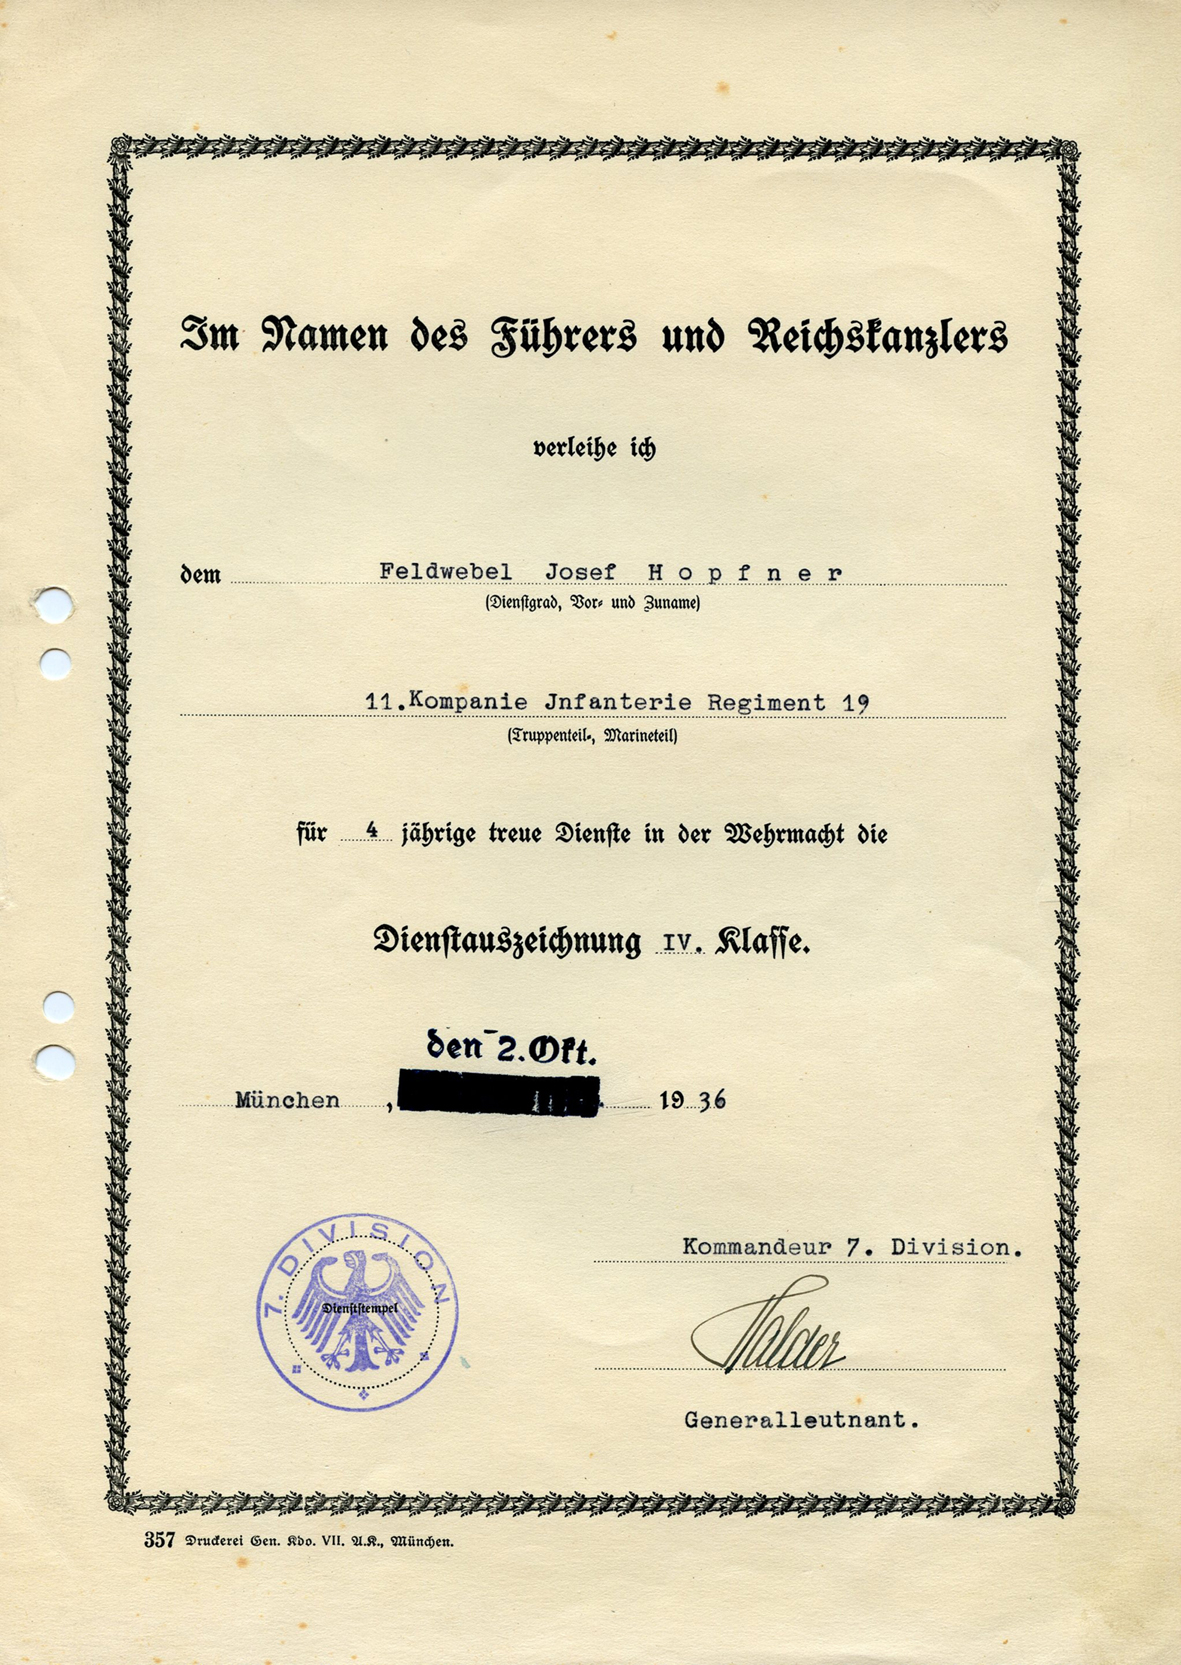 Im Namen des Führers und Reichskanzlers
verleihe ich
dem Feldwebel Josef Hopfner
(Dienstgrad, Vor- und Zuname)
11.Kompanie Jnfanterie Regiment 19
(Truppenteil-, Marineteil)
für 4 jährige treue Dienste in der Wehrmacht die
Dienstauszeichnung IV. Klasse.
den 2. Okt.
München , 1936
7. DIVISION
Dienststempel
Kommandeur 7. Division.
Halder
Generalleutnant.
357 Druckerei Gen. Kdo. VII. A.K., München.